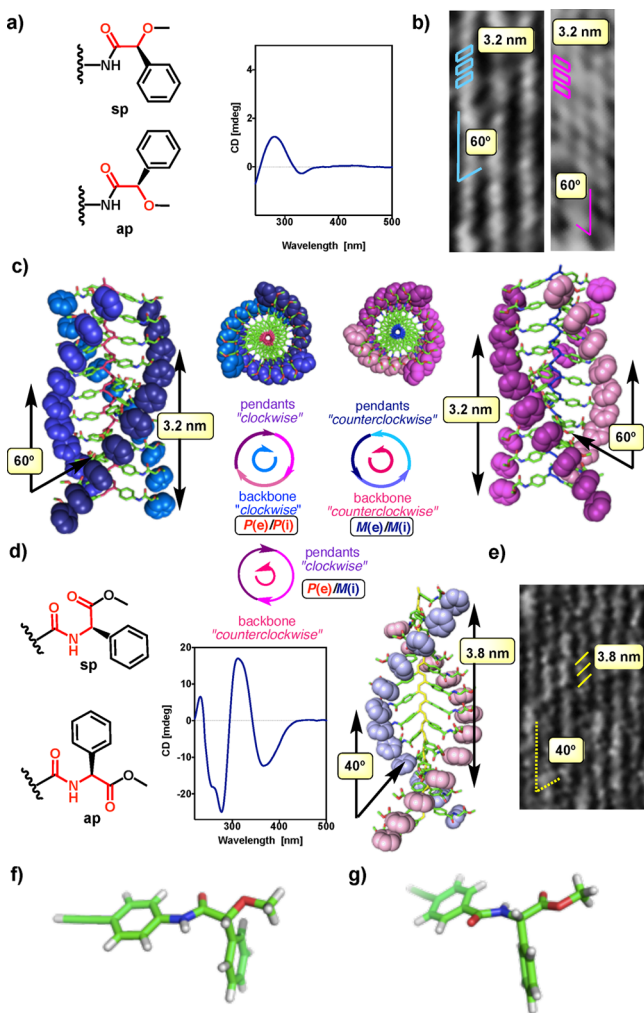 a)
O
O
NH
sp
O
NH
O
ap
CD [mdeg]
4
2
0
300
400
500
Wavelength [nm]
b)
3.2 nm
3.2 nm
60º
60º
c)
60º
3.2 nm
pendants
"clockwise"
backbone
"clockwise"
P(e)/P(i)
pendants
"counterclockwise"
backbone
"counterclockwise"
M(e)/M(i)
3.2 nm
60º
pendants
"clockwise"
P(e)/M(i)
backbone
"counterclockwise"
d)
O
O
O
N
H
sp
O
N
H
O
O
ap
CD [mdeg]
20
10
0
-10
-20
200
300
400
500
Wavelength [nm]
3.8 nm
40º
e)
3.8 nm
40º
f)
g)